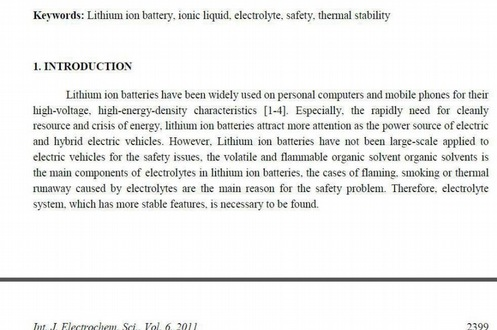 Keywords: Lithium ion battery, ionic liquid, electrolyte, safety, thermal stability
1. INTRODUCTION
Lithium ion batteries have been widely used on personal computers and mobile phones for their
high-voltage, high-energy-density characteristics [1-4]. Especially, the rapidly need for cleanly
resource and crisis of energy, lithium ion batteries attract more attention as the power source of electric
and hybrid electric vehicles. However, Lithium ion batteries have not been large-scale applied to
electric vehicles for the safety issues, the volatile and flammable organic solvent organic solvents is
the main components of electrolytes in lithium ion batteries, the cases of flaming, smoking or thermal
runaway caused by electrolytes are the main reason for the safety problem. Therefore, electrolyte
system, which has more stable features, is necessary to be found.
Int. J. Electrochem. Sci., Vol. 6, 2011 2399